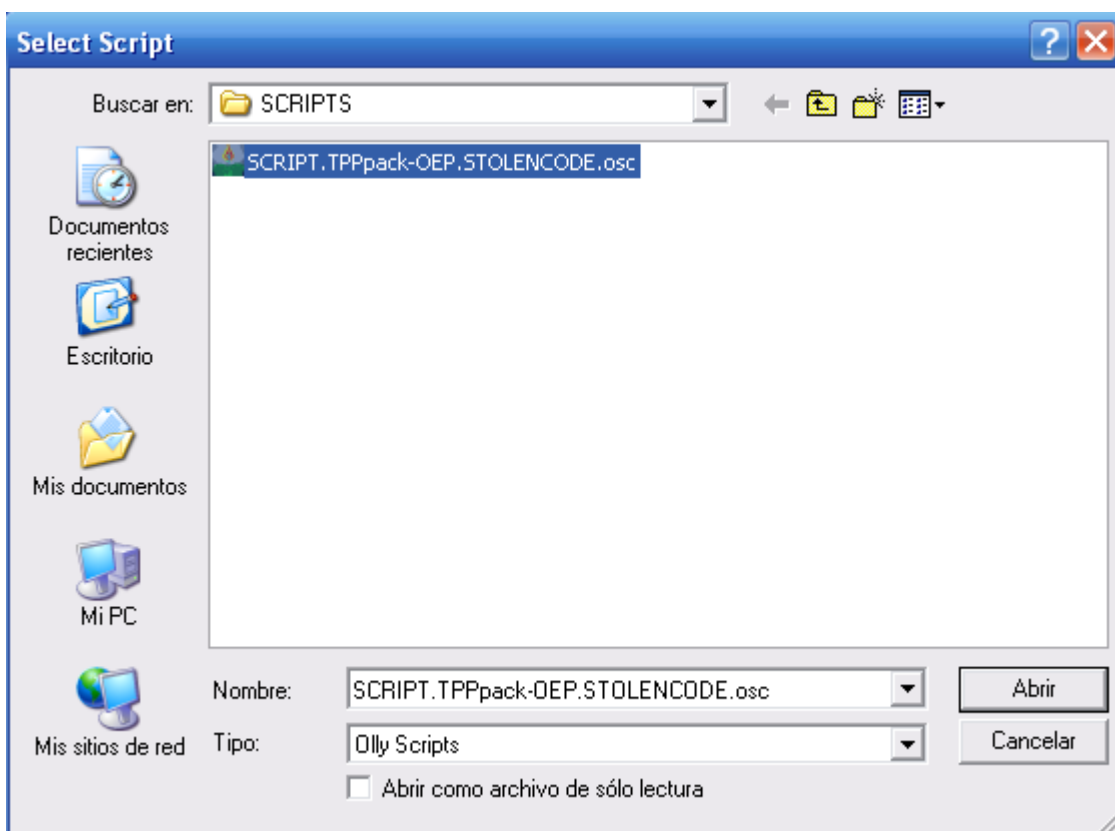 Select Script
Buscar en: SCRIPTS
SCRIPT.TPPpack-OEP.STOLENCODE.osc
Documentos
recientes
Escritorio
Mis documentos
Mi PC
Mis sitios de red
Nombre: SCRIPT.TPPpack-OEP.STOLENCODE.osc Abrir
Tipo: Olly Scripts Cancelar
Abrir como archivo de sólo lectura